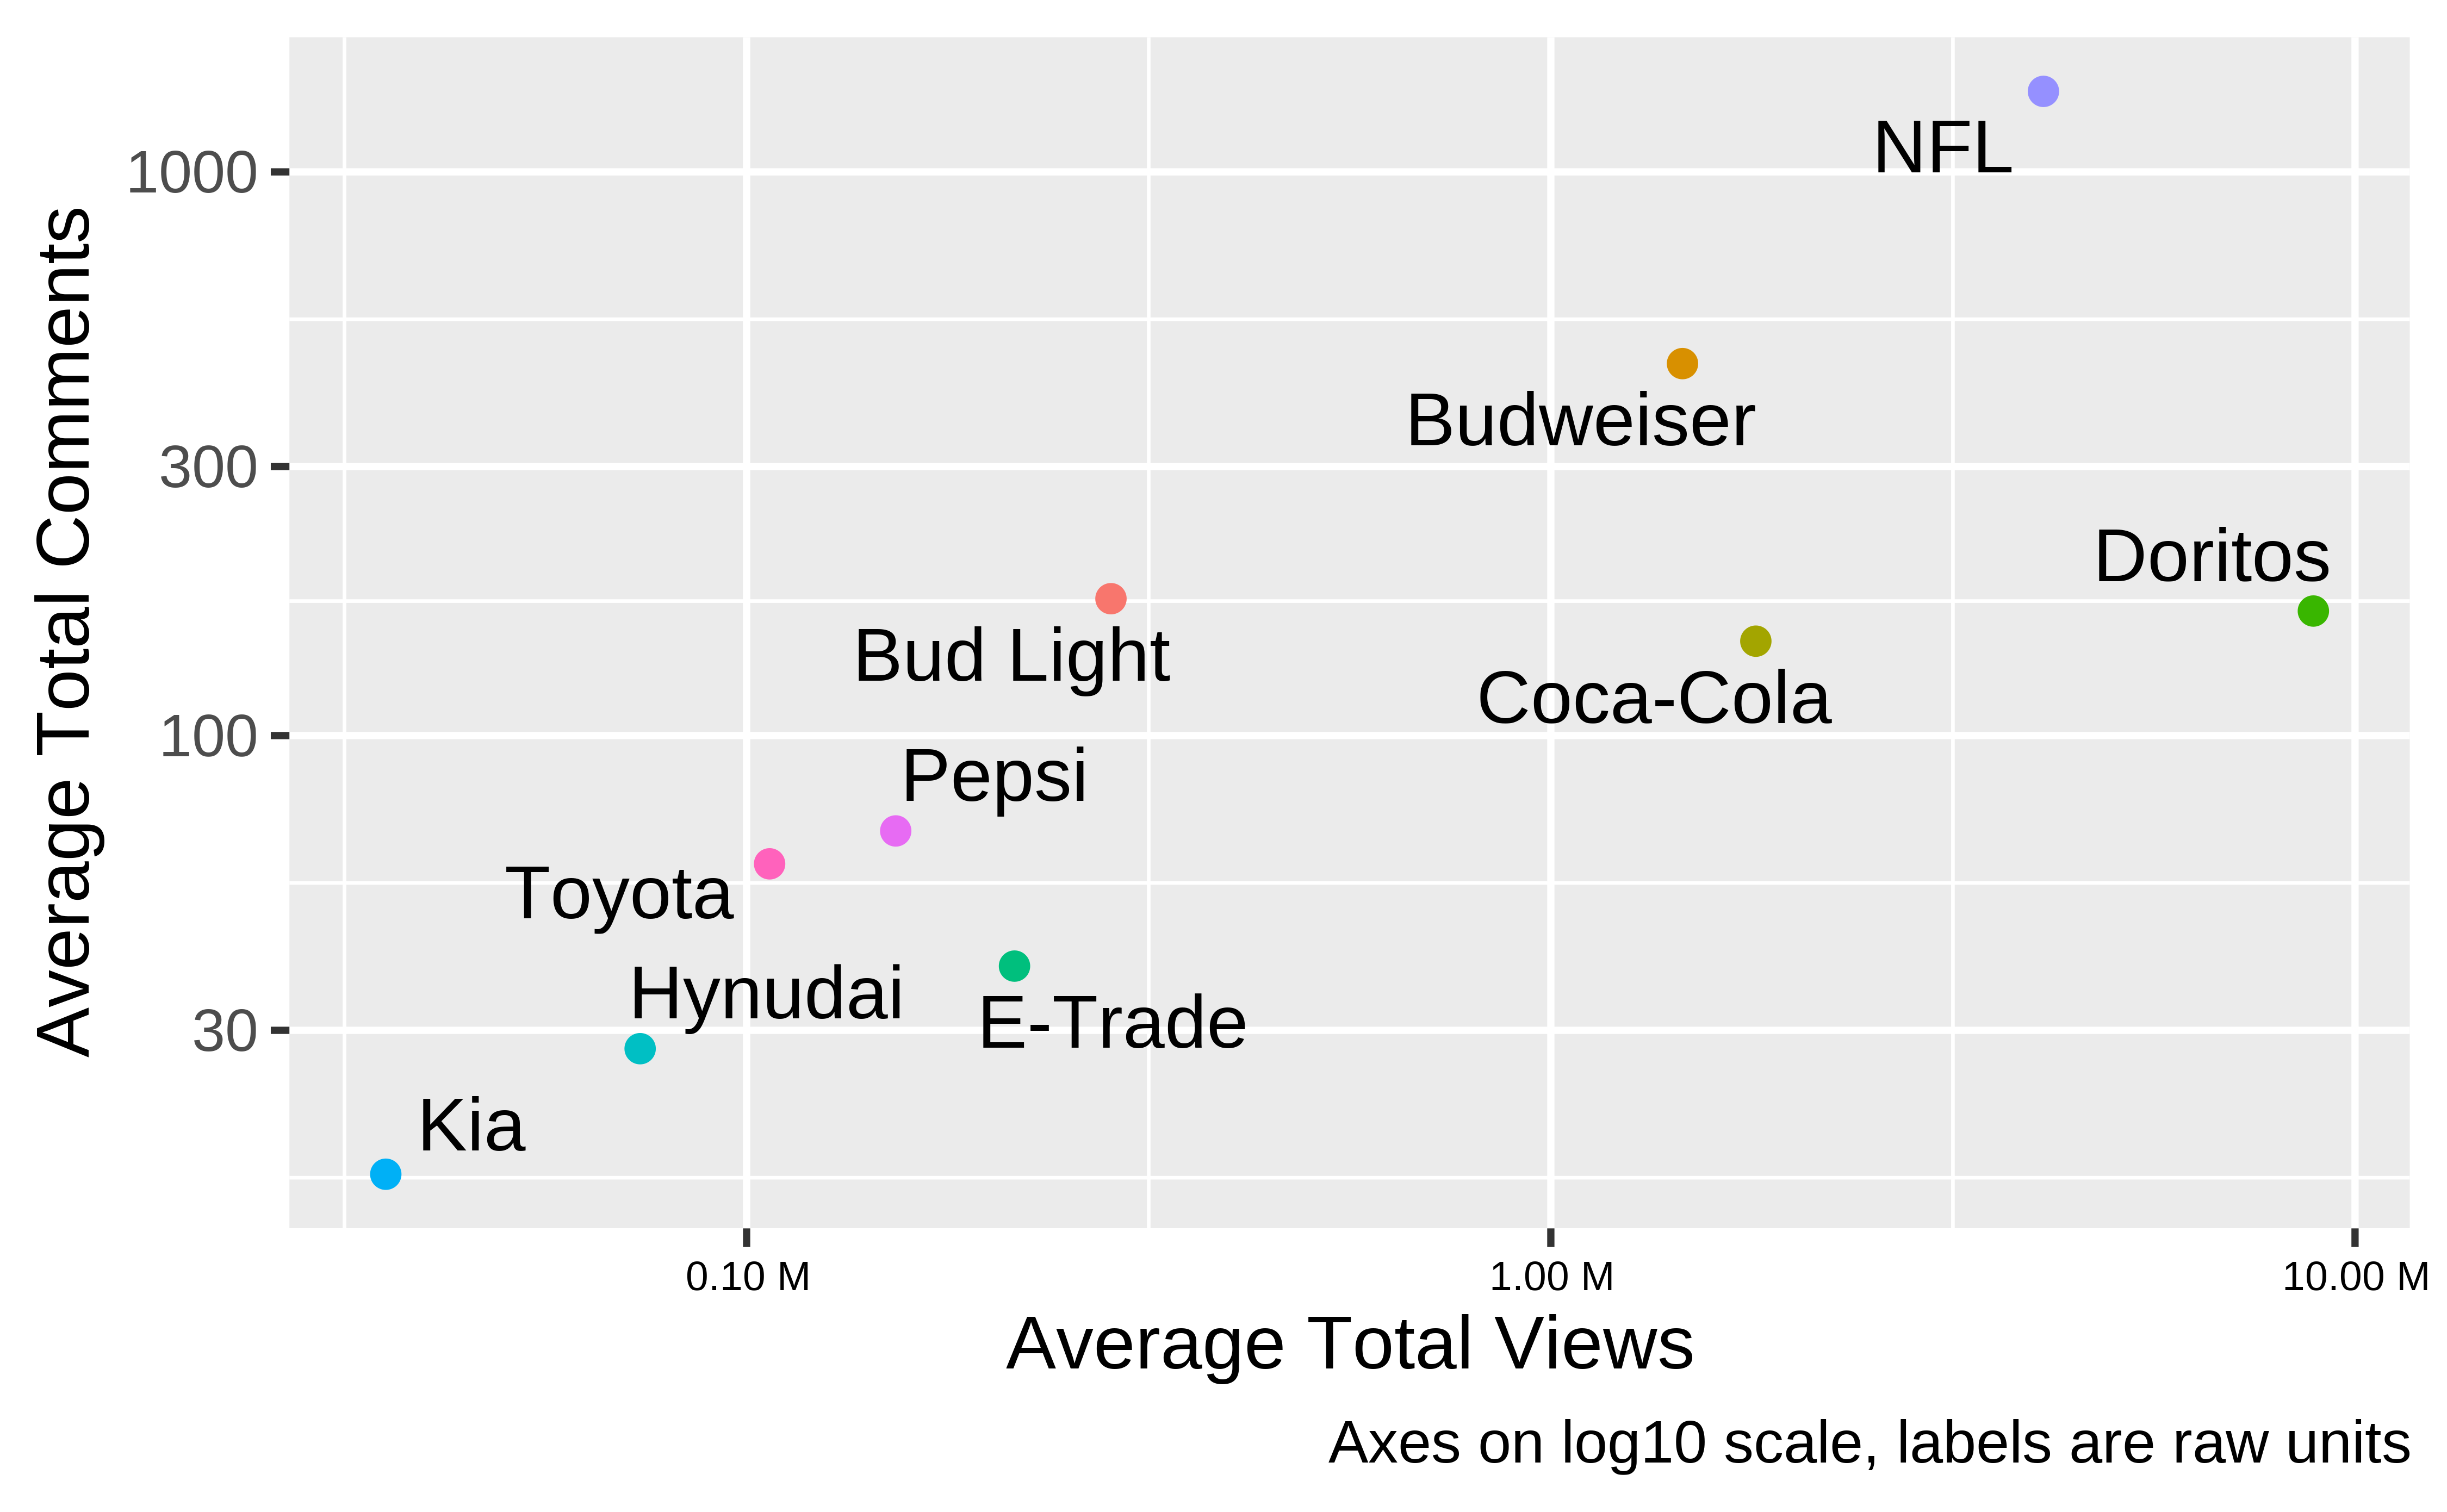 Average Total Comments
1000
300
100
30
NFL
Budweiser
Doritos
Bud Light
Coca-Cola
Pepsi
Toyota
Hynudai
E-Trade
Kia
0.10 M
1.00 M
10.00 M
Average Total Views
Axes on log10 scale, labels are raw units